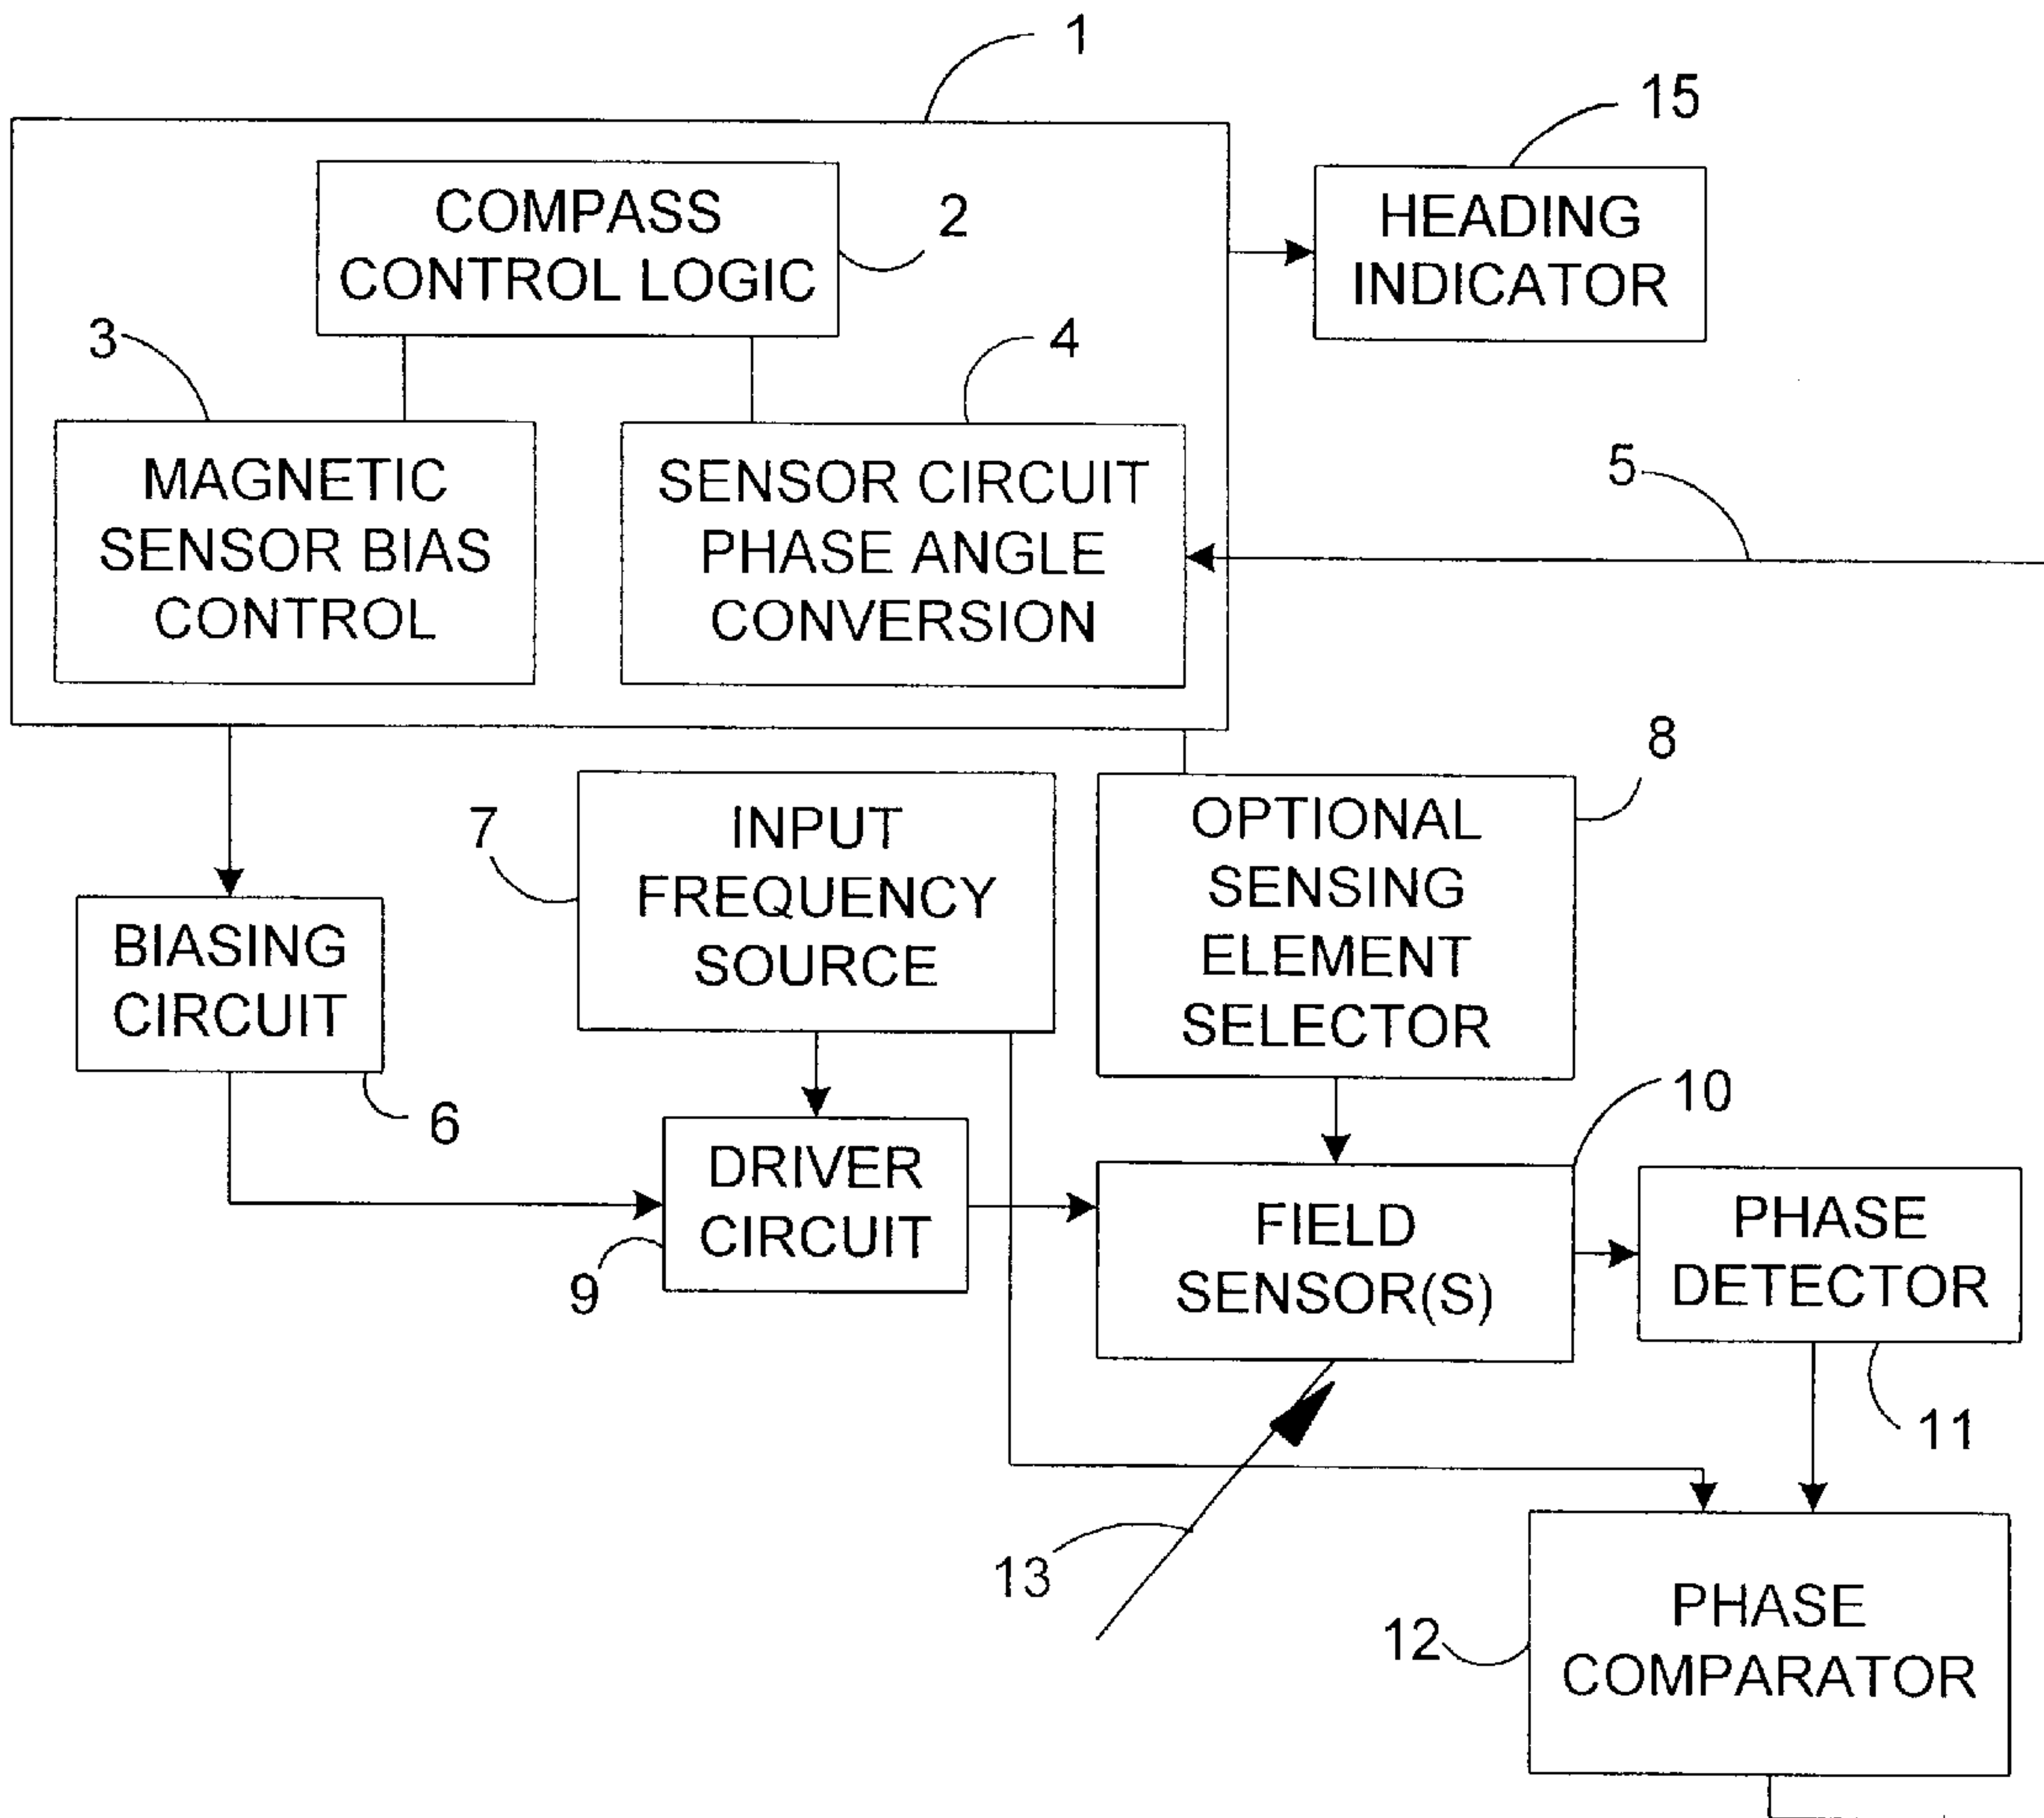 1
15
COMPASS
CONTROL LOGIC
2
HEADING
INDICATOR
3
4
MAGNETIC
SENSOR BIAS
CONTROL
SENSOR CIRCUIT
PHASE ANGLE
CONVERSION
5
8
7
INPUT
FREQUENCY
SOURCE
OPTIONAL
SENSING
ELEMENT
SELECTOR
BIASING
CIRCUIT
6
10
DRIVER
CIRCUIT
9
FIELD
SENSOR(S)
PHASE
DETECTOR
11
13
12
PHASE
COMPARATOR